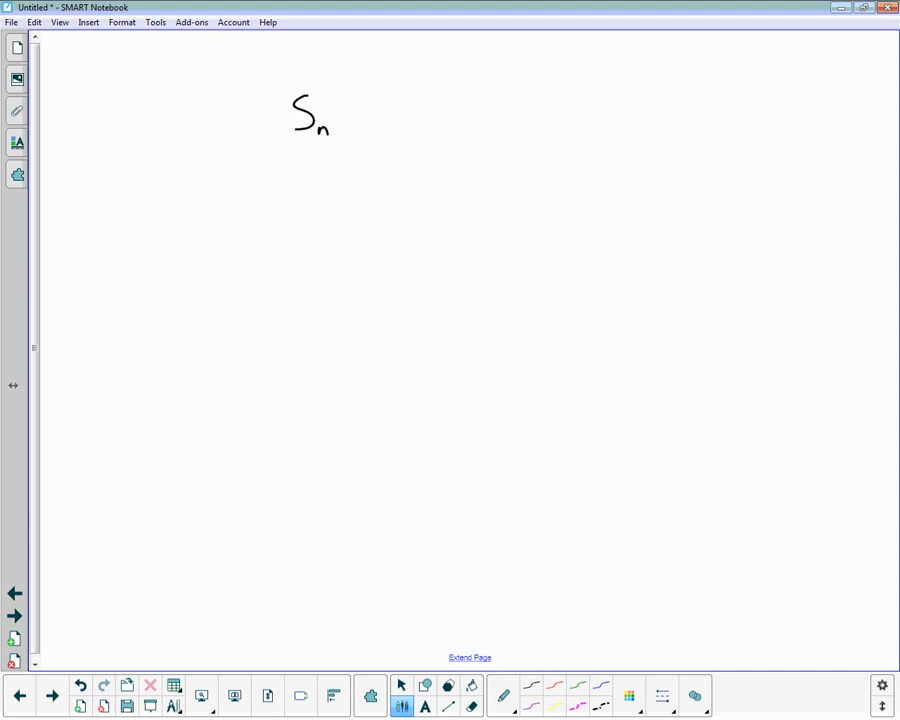 Untitled * - SMART Notebook
File Edit View Insert Format Tools Add-ons Account Help
Sₙ
Extend Page